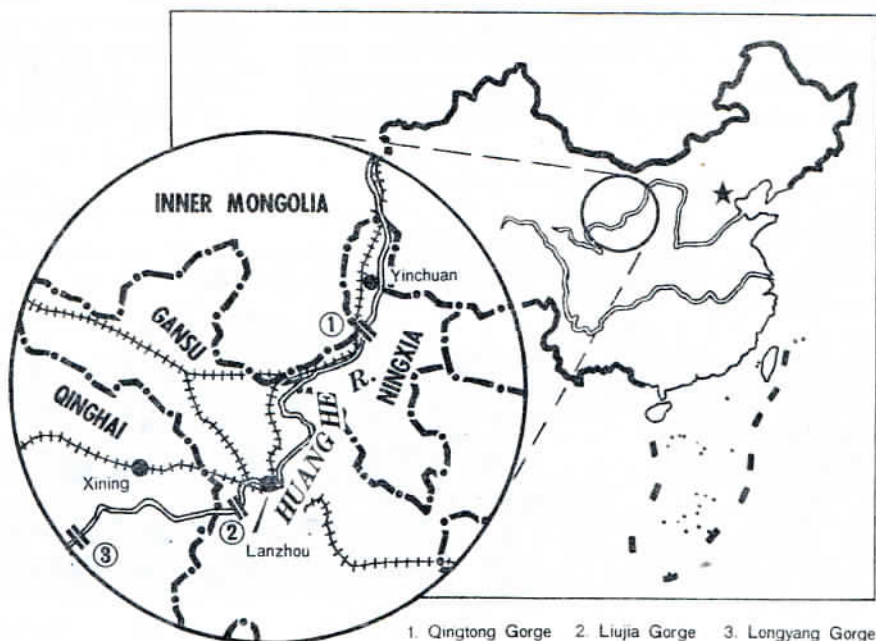 INNER MONGOLIA
Yinchuan
①
GANSU
NINGXIA
QINGHAI
HUANG HE R.
Xining
②
③
Lanzhou
1. Qingtong Gorge 2. Liujia Gorge 3. Longyang Gorge